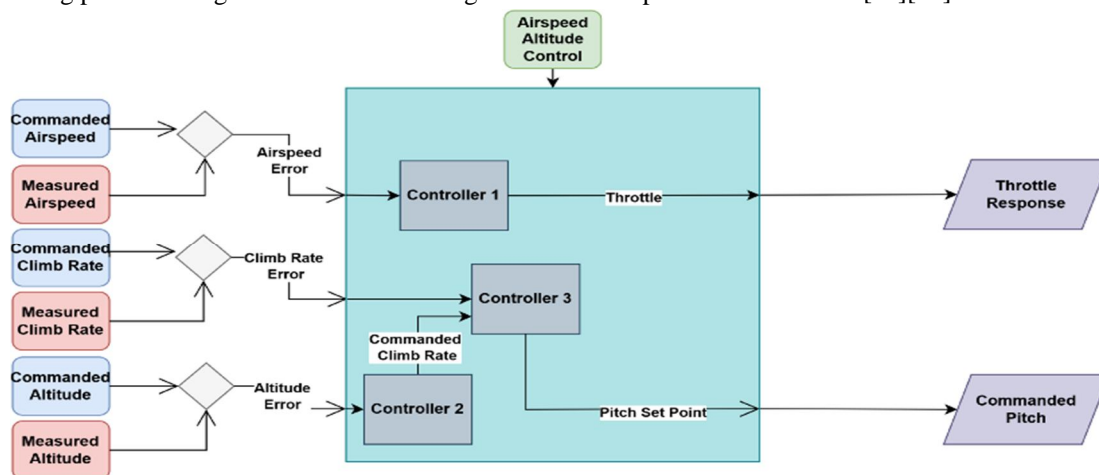 Airspeed
Altitude
Control
Commanded
Airspeed
Measured
Airspeed
Airspeed
Error
Controller 1
Throttle
Throttle
Response
Commanded
Climb Rate
Measured
Climb Rate
Climb Rate
Error
Controller 3
Commanded
Climb Rate
Commanded
Altitude
Measured
Altitude
Altitude
Error
Controller 2
Pitch Set Point
Commanded
Pitch